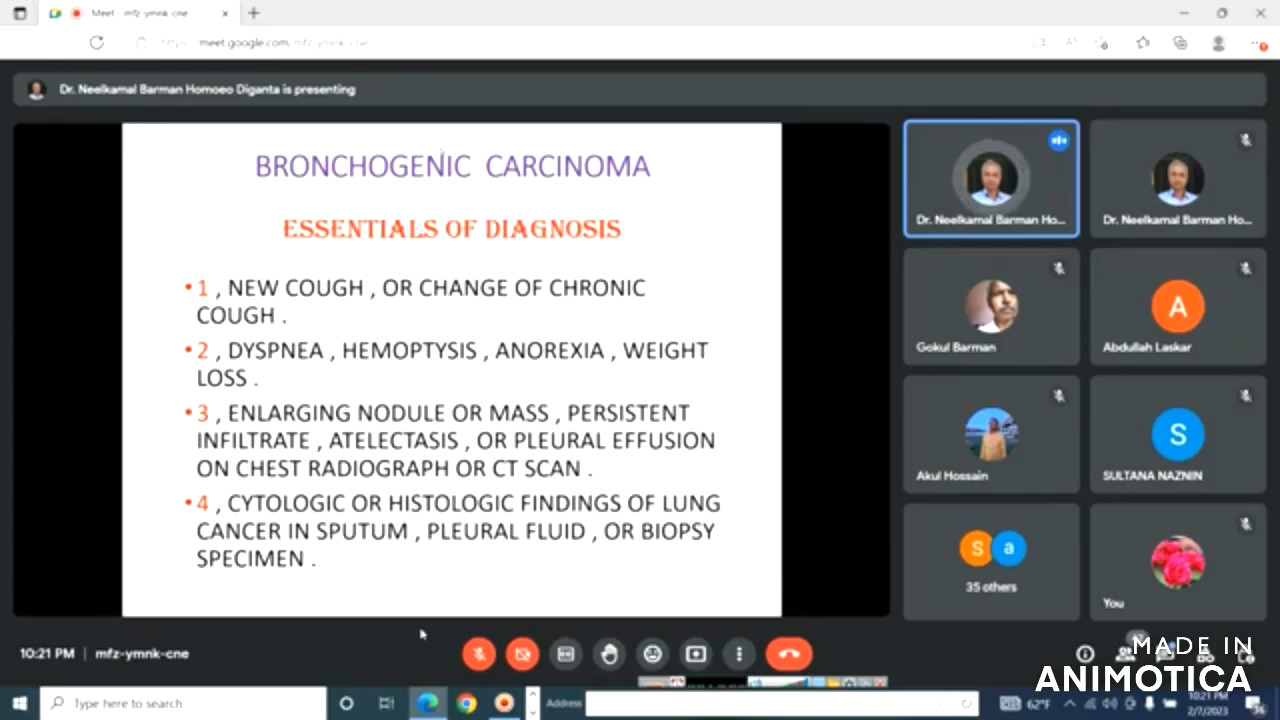 Meet - mfz-ymnk-cne
https://meet.google.com/mfz-ymnk-cne
Dr. Neelkamal Barman Homoeo Diganta is presenting
BRONCHOGENIC CARCINOMA
ESSENTIALS OF DIAGNOSIS
• 1 , NEW COUGH , OR CHANGE OF CHRONIC
COUGH .
• 2 , DYSPNEA , HEMOPTYSIS , ANOREXIA , WEIGHT
LOSS .
• 3 , ENLARGING NODULE OR MASS , PERSISTENT
INFILTRATE , ATELECTASIS , OR PLEURAL EFFUSION
ON CHEST RADIOGRAPH OR CT SCAN .
• 4 , CYTOLOGIC OR HISTOLOGIC FINDINGS OF LUNG
CANCER IN SPUTUM , PLEURAL FLUID , OR BIOPSY
SPECIMEN .
Dr. Neelkamal Barman Ho...
Dr. Neelkamal Barman Ho...
Gokul Barman
A
Abdullah Laskar
Akul Hossain
S
SULTANA NAZNIN
S a
35 others
You
10:21 PM | mfz-ymnk-cne
MADE IN
ANIMOTICA
Type here to search
Address
62°F
10:21 PM
2/7/2023
36